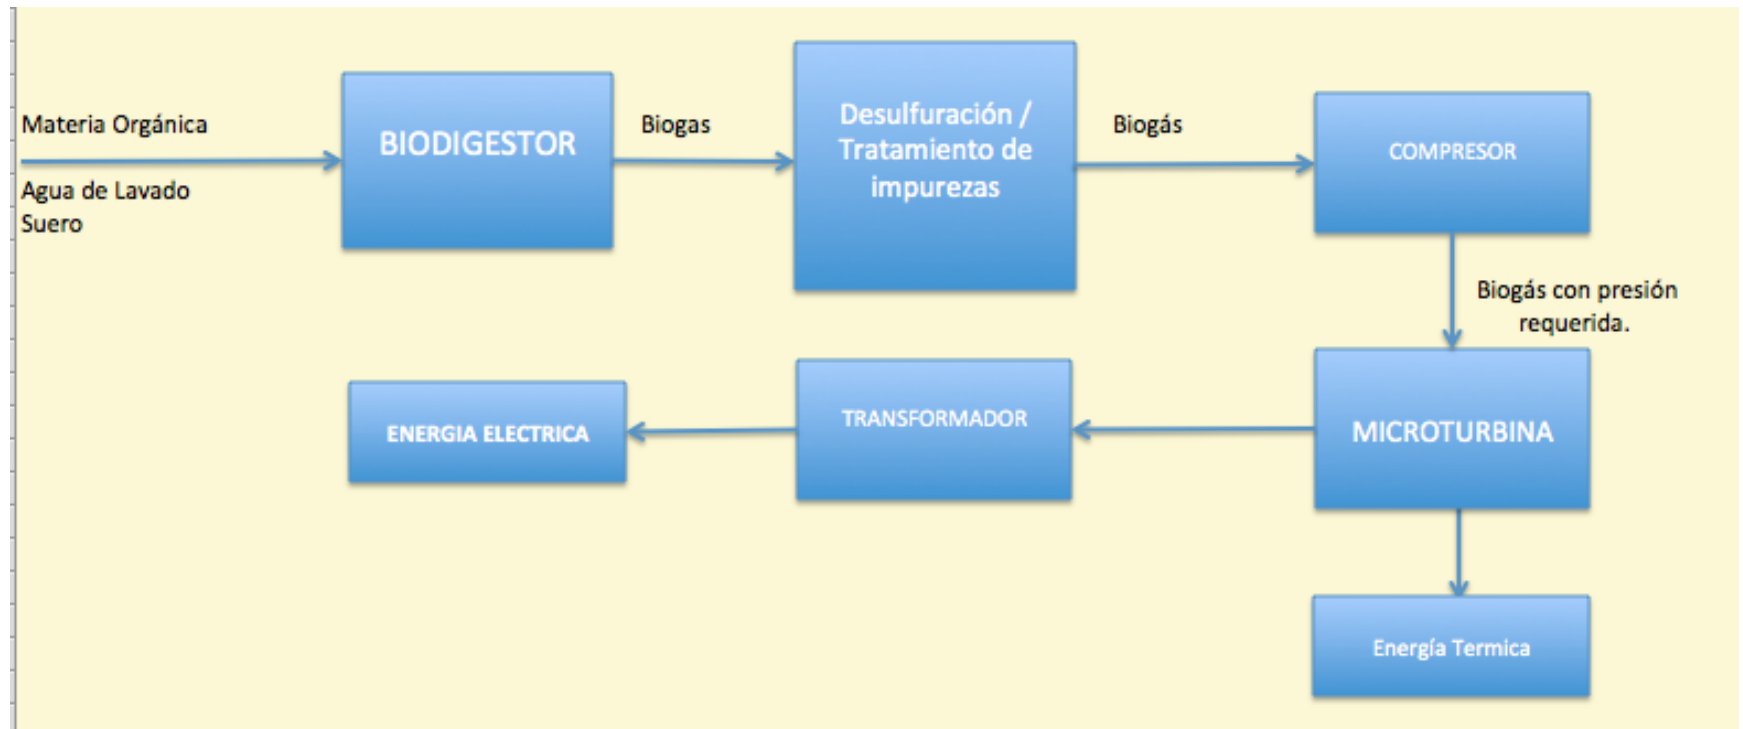 Materia Orgánica
Agua de Lavado
Suero
BIODIGESTOR
Biogas
Desulfuración /
Tratamiento de
impurezas
Biogás
COMPRESOR
Biogás con presión
requerida.
MICROTURBINA
TRANSFORMADOR
ENERGIA ELECTRICA
Energía Termica